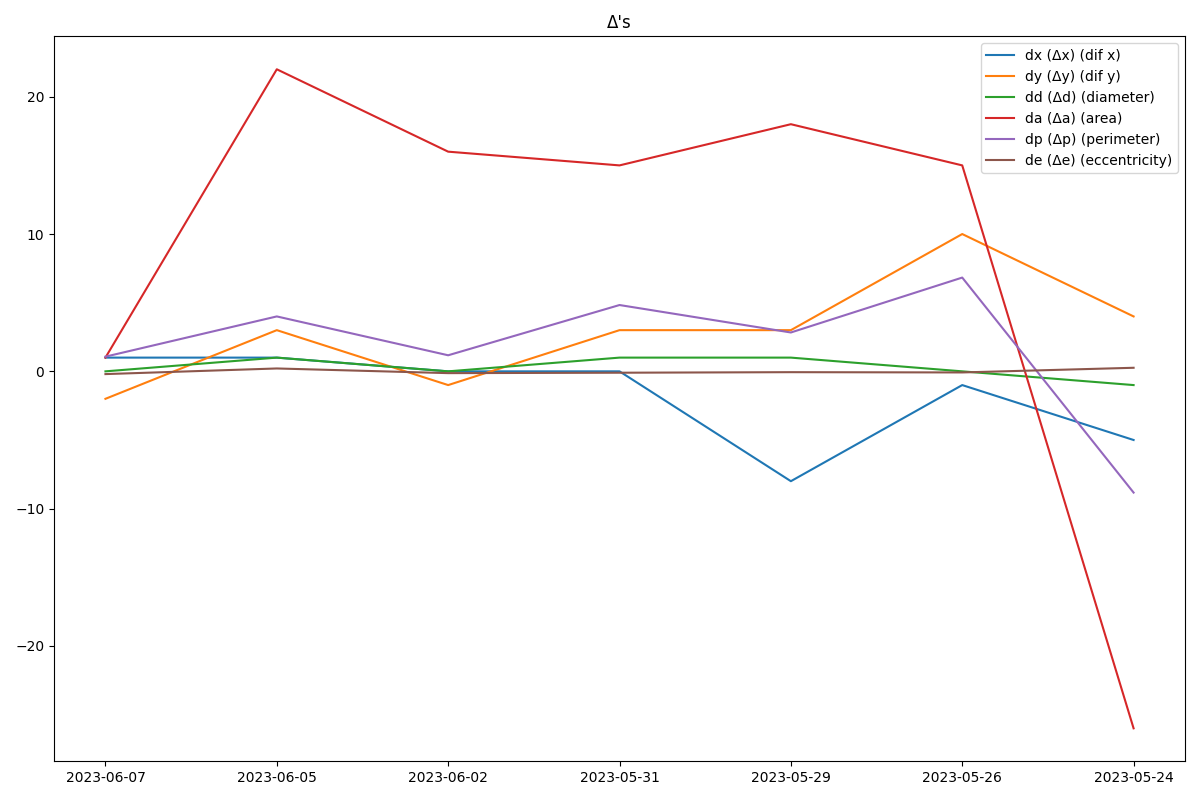 Δ's
dx (Δx) (dif x)
dy (Δy) (dif y)
dd (Δd) (diameter)
da (Δa) (area)
dp (Δp) (perimeter)
de (Δe) (eccentricity)
20
10
0
−10
−20
2023-06-07 2023-06-05 2023-06-02 2023-05-31 2023-05-29 2023-05-26 2023-05-24